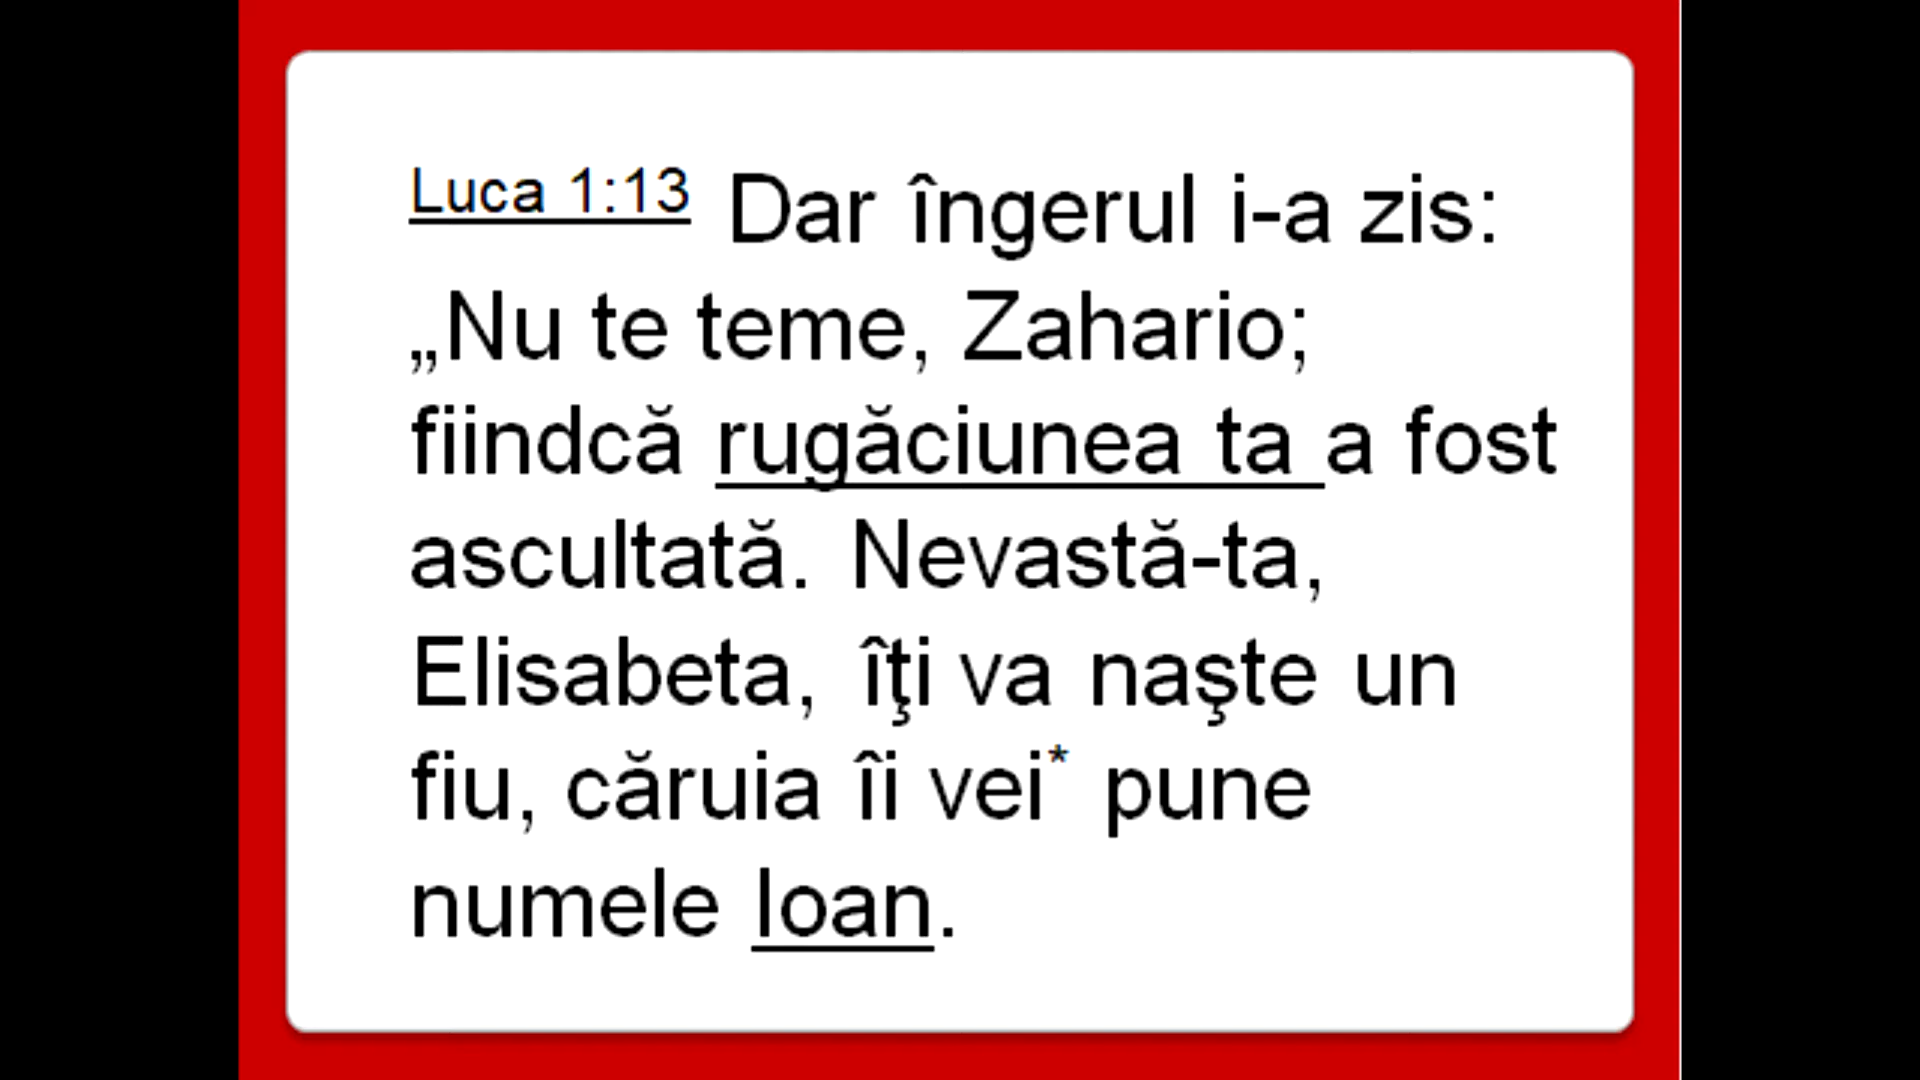 Luca 1:13 Dar îngerul i-a zis:
„Nu te teme, Zahario;
fiindcă rugăciunea ta a fost
ascultată. Nevastă-ta,
Elisabeta, îţi va naşte un
fiu, căruia îi vei* pune
numele Ioan.